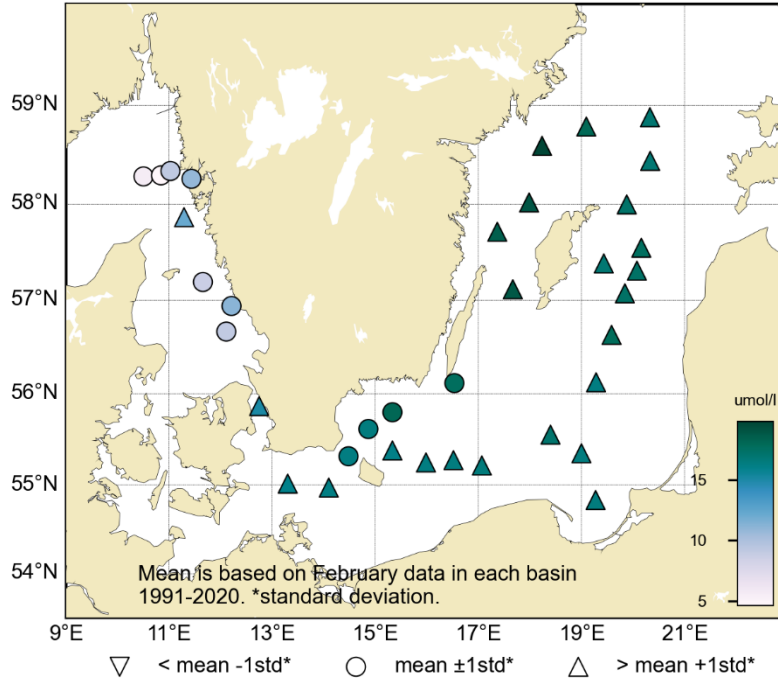 59°N
58°N
57°N
56°N
55°N
54°N
umol/l
15
10
5
Mean is based on February data in each basin
1991-2020. *standard deviation.
9°E 11°E 13°E 15°E 17°E 19°E 21°E
▽ < mean -1std* ○ mean ±1std* △ > mean +1std*